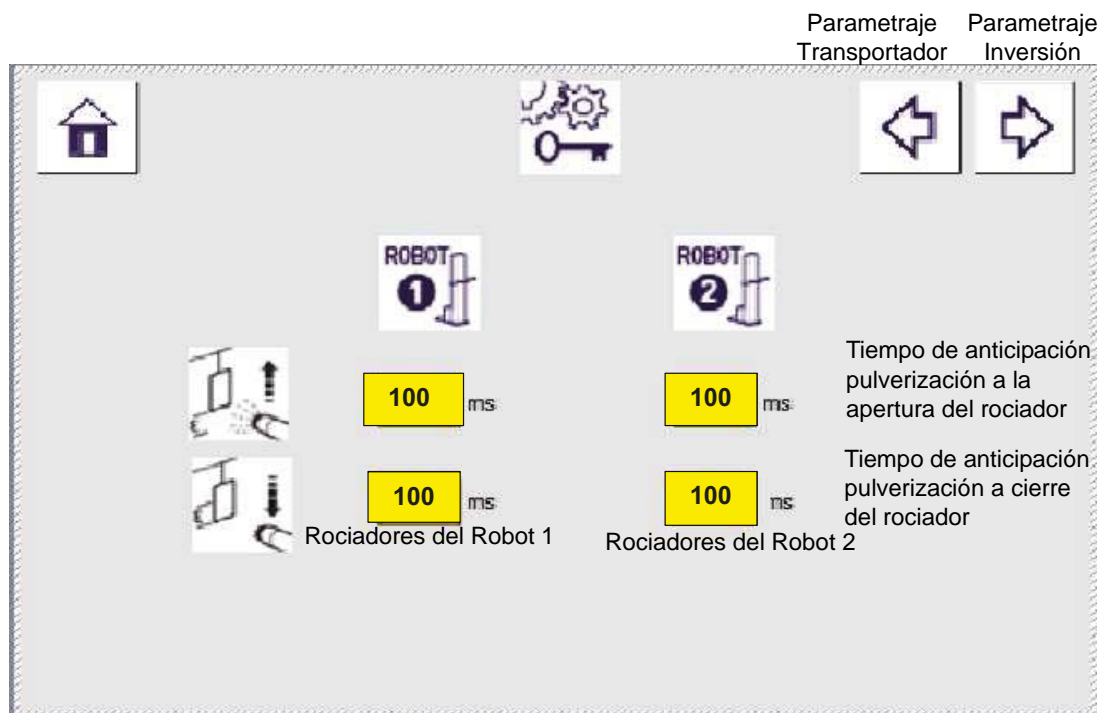 Parametraje Parametraje
Transportador Inversión
ROBOT ROBOT
1 2
Tiempo de anticipación
pulverización a la
apertura del rociador
100 ms 100 ms
Tiempo de anticipación
pulverización a cierre
del rociador
100 ms 100 ms
Rociadores del Robot 1 Rociadores del Robot 2